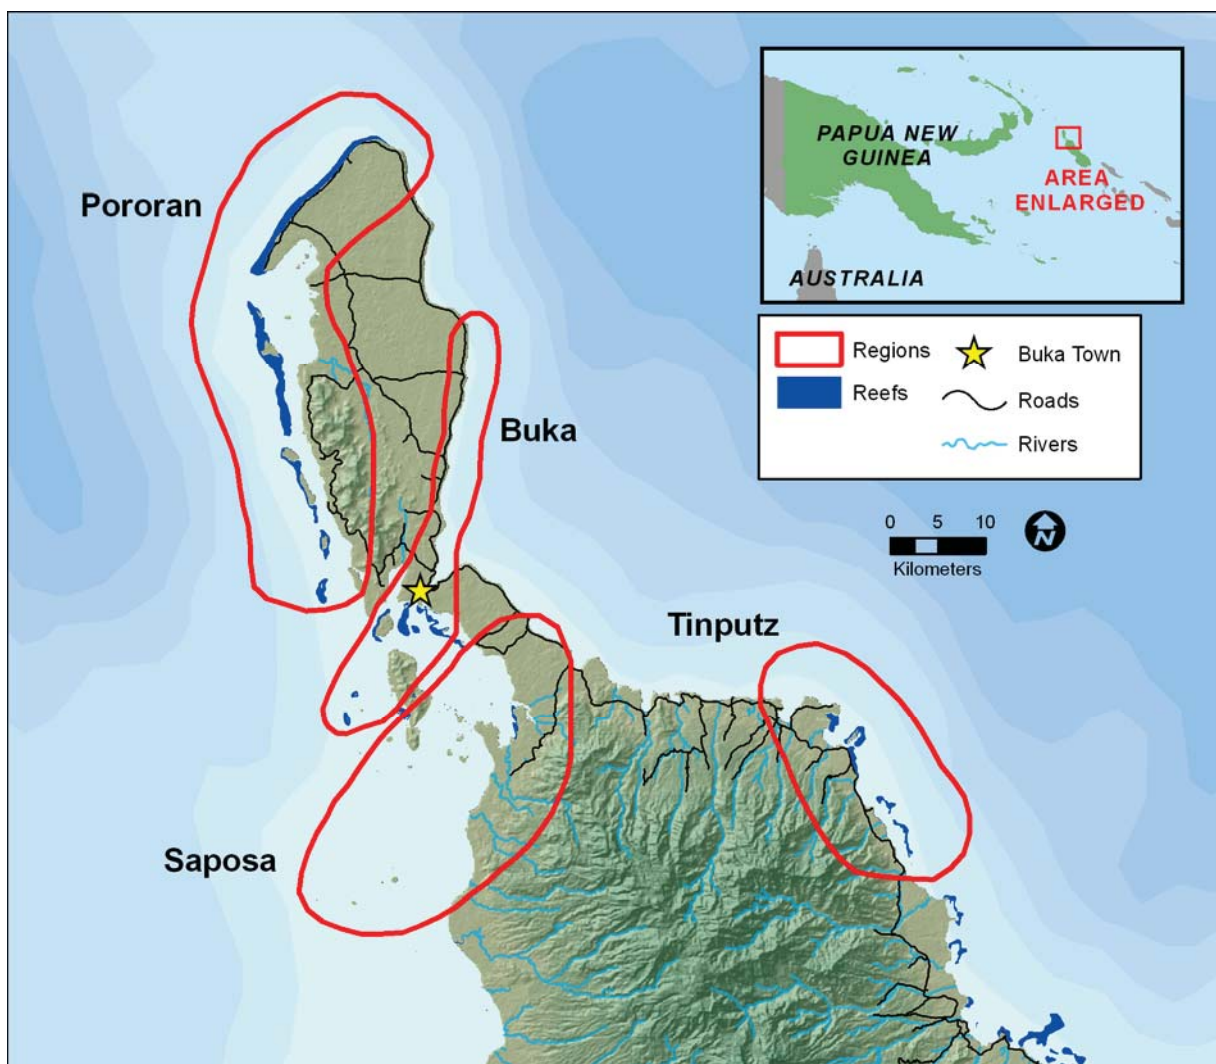 Pororan
Buka
Tinputz
Saposa
PAPUA NEW
GUINEA
AREA
ENLARGED
AUSTRALIA
Regions
Buka Town
Reefs
Roads
Rivers
0 5 10
Kilometers
N